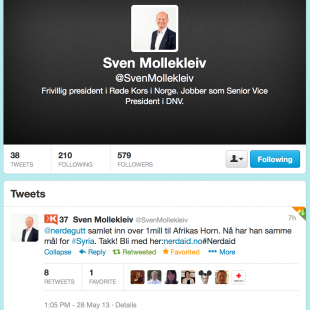 Sven Mollekleiv
@SvenMollekleiv
Frivillig president i Røde Kors i Norge. Jobber som Senior Vice
President i DNV.
38 210 579
TWEETS FOLLOWING FOLLOWERS
Following
Tweets
K 37 Sven Mollekleiv @SvenMollekleiv 7h
@nerdegutt samlet inn over 1mill til Afrikas Horn. Nå har han samme
mål for #Syria. Takk! Bli med her:nerdaid.no#Nerdaid
Collapse Reply Retweeted Favorited More
8 1
RETWEETS FAVORITE
1:05 PM - 28 May 13 · Details